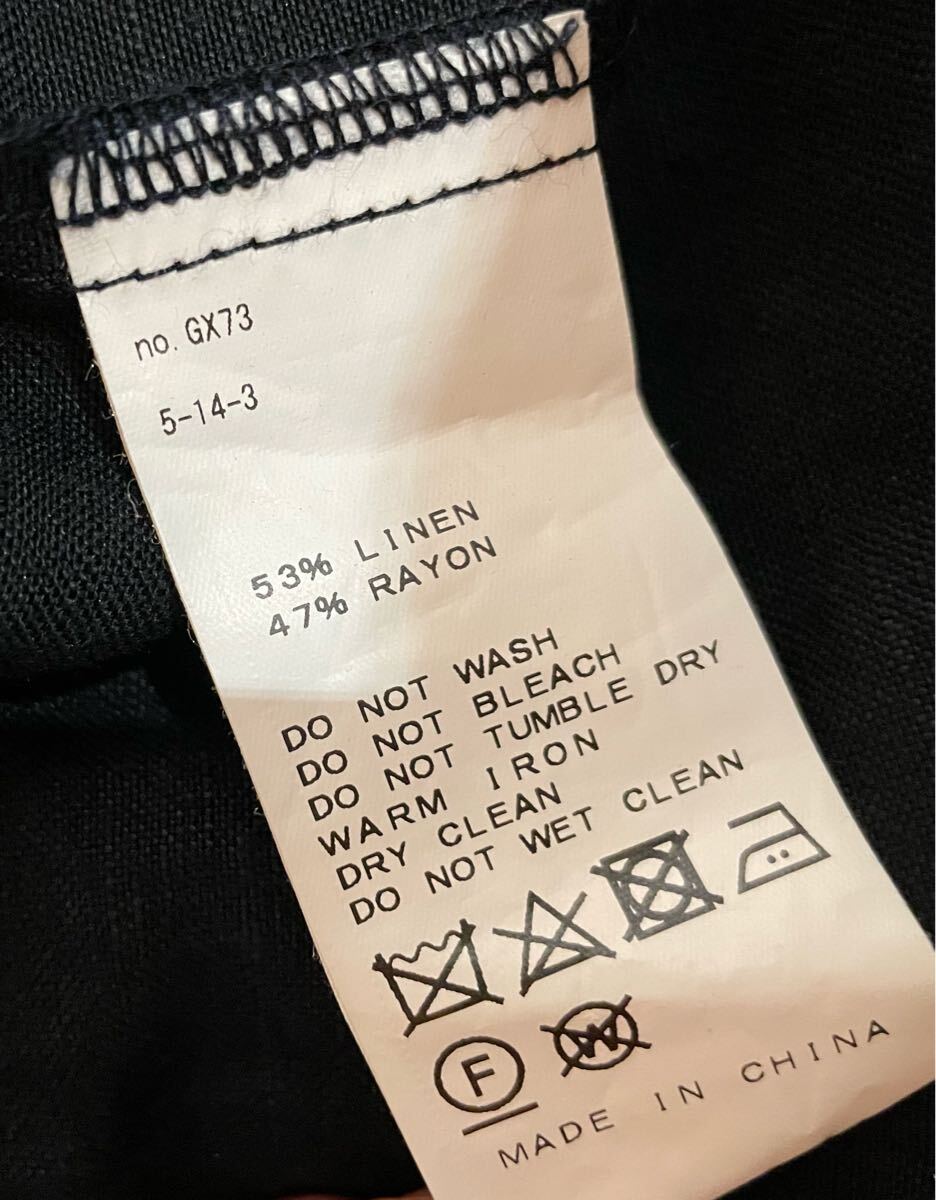 no. GX73
5-14-3
53% LINEN
47% RAYON
DO NOT WASH
DO NOT BLEACH
DO NOT TUMBLE DRY
WARM IRON
DRY CLEAN
DO NOT WET CLEAN
F W
MADE IN CHINA